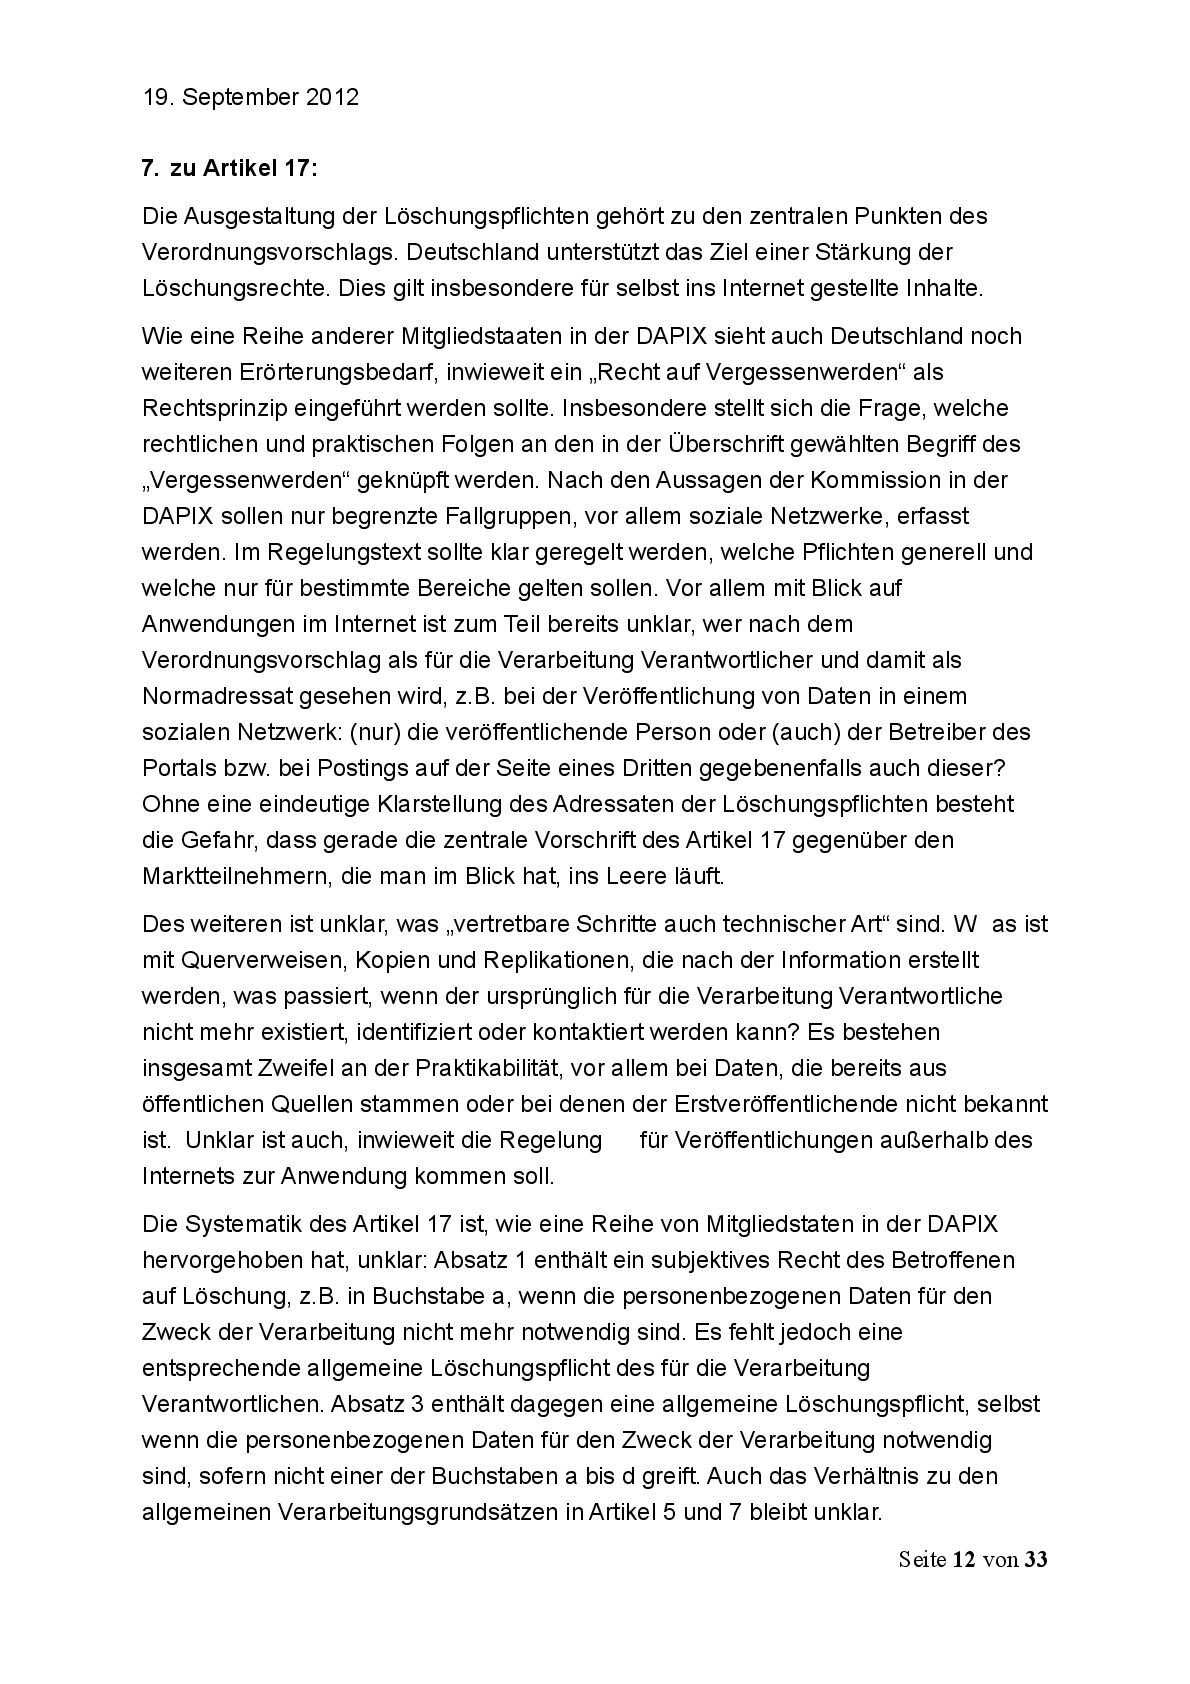 19. September 2012
7. zu Artikel 17:
Die Ausgestaltung der Löschungspflichten gehört zu den zentralen Punkten des
Verordnungsvorschlags. Deutschland unterstützt das Ziel einer Stärkung der
Löschungsrechte. Dies gilt insbesondere für selbst ins Internet gestellte Inhalte.
Wie eine Reihe anderer Mitgliedstaaten in der DAPIX sieht auch Deutschland noch
weiteren Erörterungsbedarf, inwieweit ein „Recht auf Vergessenwerden“ als
Rechtsprinzip eingeführt werden sollte. Insbesondere stellt sich die Frage, welche
rechtlichen und praktischen Folgen an den in der Überschrift gewählten Begriff des
„Vergessenwerden“ geknüpft werden. Nach den Aussagen der Kommission in der
DAPIX sollen nur begrenzte Fallgruppen, vor allem soziale Netzwerke, erfasst
werden. Im Regelungstext sollte klar geregelt werden, welche Pflichten generell und
welche nur für bestimmte Bereiche gelten sollen. Vor allem mit Blick auf
Anwendungen im Internet ist zum Teil bereits unklar, wer nach dem
Verordnungsvorschlag als für die Verarbeitung Verantwortlicher und damit als
Normadressat gesehen wird, z.B. bei der Veröffentlichung von Daten in einem
sozialen Netzwerk: (nur) die veröffentlichende Person oder (auch) der Betreiber des
Portals bzw. bei Postings auf der Seite eines Dritten gegebenenfalls auch dieser?
Ohne eine eindeutige Klarstellung des Adressaten der Löschungspflichten besteht
die Gefahr, dass gerade die zentrale Vorschrift des Artikel 17 gegenüber den
Marktteilnehmern, die man im Blick hat, ins Leere läuft.
Des weiteren ist unklar, was „vertretbare Schritte auch technischer Art“ sind. W as ist
mit Querverweisen, Kopien und Replikationen, die nach der Information erstellt
werden, was passiert, wenn der ursprünglich für die Verarbeitung Verantwortliche
nicht mehr existiert, identifiziert oder kontaktiert werden kann? Es bestehen
insgesamt Zweifel an der Praktikabilität, vor allem bei Daten, die bereits aus
öffentlichen Quellen stammen oder bei denen der Erstveröffentlichende nicht bekannt
ist. Unklar ist auch, inwieweit die Regelung für Veröffentlichungen außerhalb des
Internets zur Anwendung kommen soll.
Die Systematik des Artikel 17 ist, wie eine Reihe von Mitgliedstaten in der DAPIX
hervorgehoben hat, unklar: Absatz 1 enthält ein subjektives Recht des Betroffenen
auf Löschung, z.B. in Buchstabe a, wenn die personenbezogenen Daten für den
Zweck der Verarbeitung nicht mehr notwendig sind. Es fehlt jedoch eine
entsprechende allgemeine Löschungspflicht des für die Verarbeitung
Verantwortlichen. Absatz 3 enthält dagegen eine allgemeine Löschungspflicht, selbst
wenn die personenbezogenen Daten für den Zweck der Verarbeitung notwendig
sind, sofern nicht einer der Buchstaben a bis d greift. Auch das Verhältnis zu den
allgemeinen Verarbeitungsgrundsätzen in Artikel 5 und 7 bleibt unklar.
Seite 12 von 33